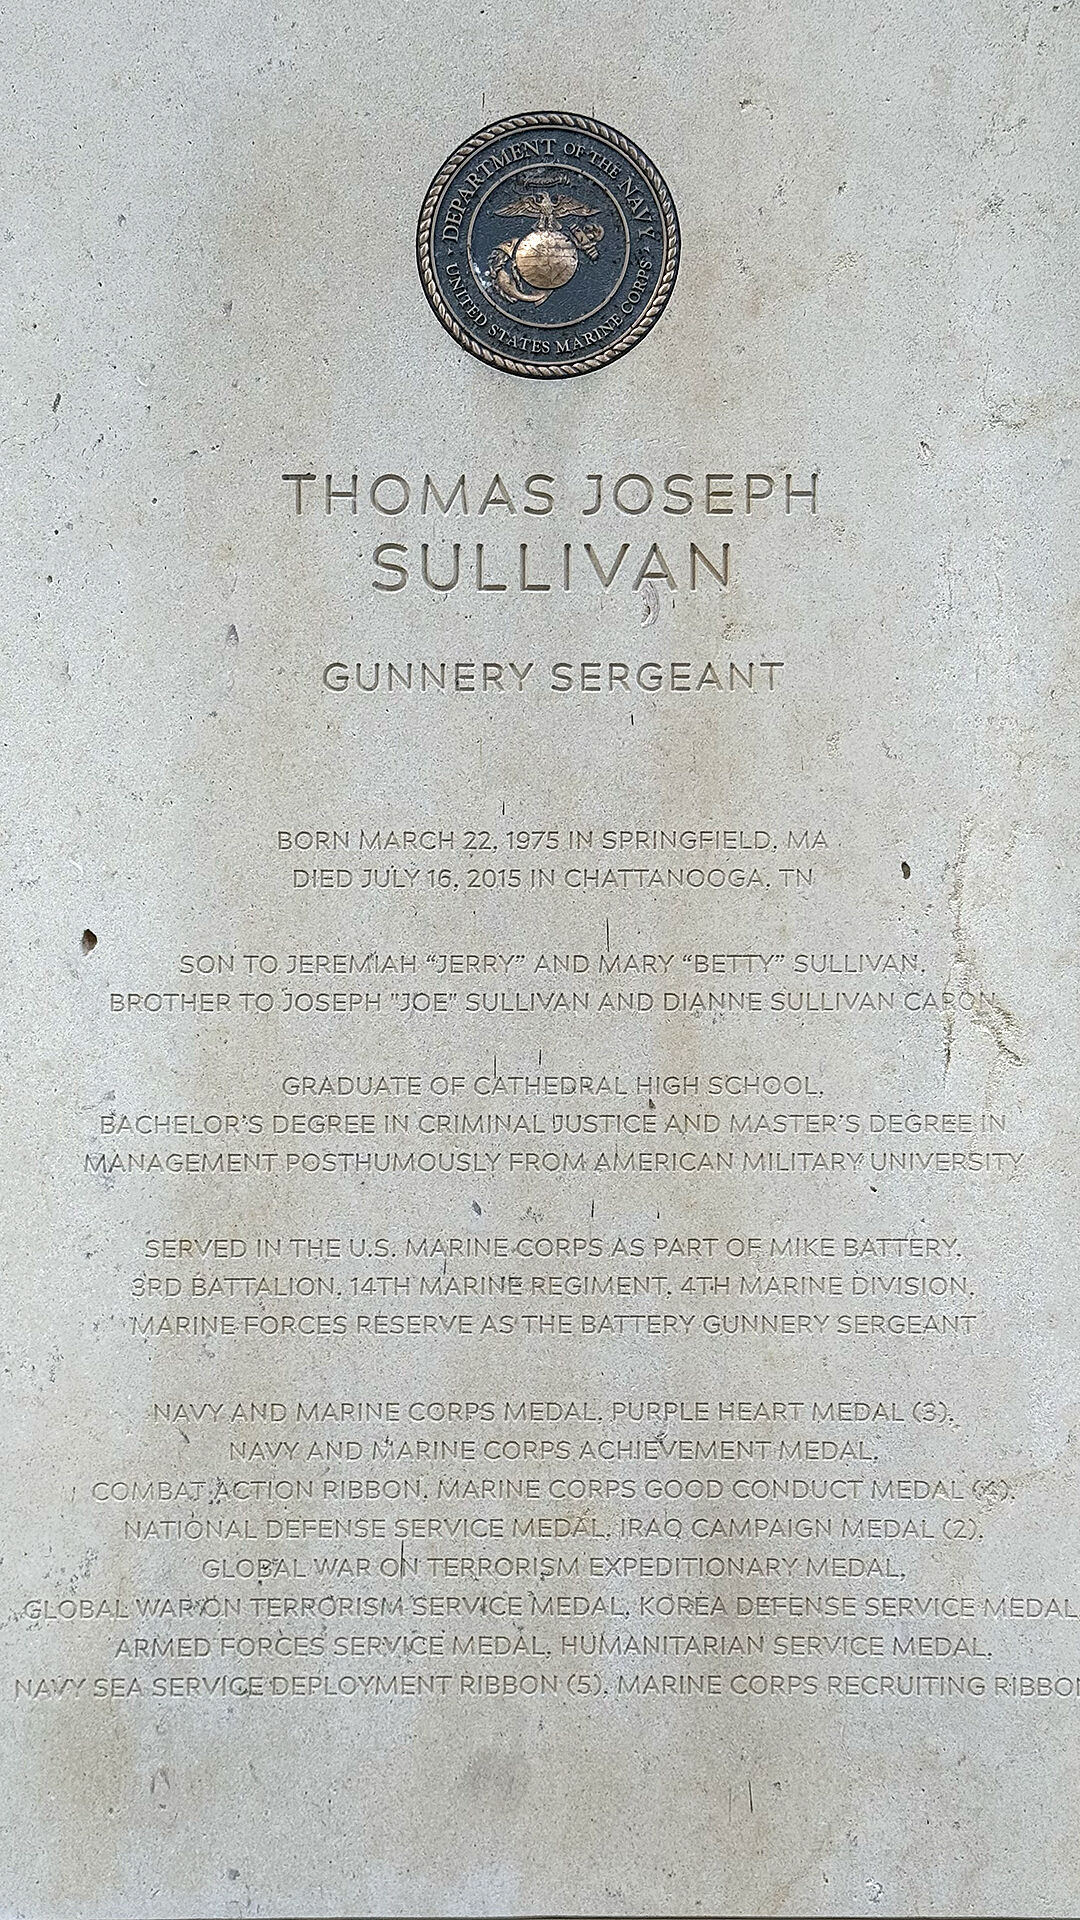 DEPARTMENT OF THE NAVY
UNITED STATES MARINE CORPS
THOMAS JOSEPH
SULLIVAN
GUNNERY SERGEANT
BORN MARCH 22, 1975 IN SPRINGFIELD, MA
DIED JULY 16, 2015 IN CHATTANOOGA, TN
SON TO JEREMIAH “JERRY” AND MARY “BETTY” SULLIVAN,
BROTHER TO JOSEPH "JOE" SULLIVAN AND DIANNE SULLIVAN CARON
GRADUATE OF CATHEDRAL HIGH SCHOOL,
BACHELOR'S DEGREE IN CRIMINAL JUSTICE AND MASTER'S DEGREE IN
MANAGEMENT POSTHUMOUSLY FROM AMERICAN MILITARY UNIVERSITY
SERVED IN THE U.S. MARINE CORPS AS PART OF MIKE BATTERY,
3RD BATTALION, 14TH MARINE REGIMENT, 4TH MARINE DIVISION,
MARINE FORCES RESERVE AS THE BATTERY GUNNERY SERGEANT
NAVY AND MARINE CORPS MEDAL, PURPLE HEART MEDAL (3),
NAVY AND MARINE CORPS ACHIEVEMENT MEDAL,
COMBAT ACTION RIBBON, MARINE CORPS GOOD CONDUCT MEDAL
NATIONAL DEFENSE SERVICE MEDAL, IRAQ CAMPAIGN MEDAL (2),
GLOBAL WAR ON TERRORISM EXPEDITIONARY MEDAL,
GLOBAL WAR ON TERRORISM SERVICE MEDAL, KOREA DEFENSE SERVICE MEDAL
ARMED FORCES SERVICE MEDAL, HUMANITARIAN SERVICE MEDAL,
NAVY SEA SERVICE DEPLOYMENT RIBBON (5), MARINE CORPS RECRUITING RIBBO